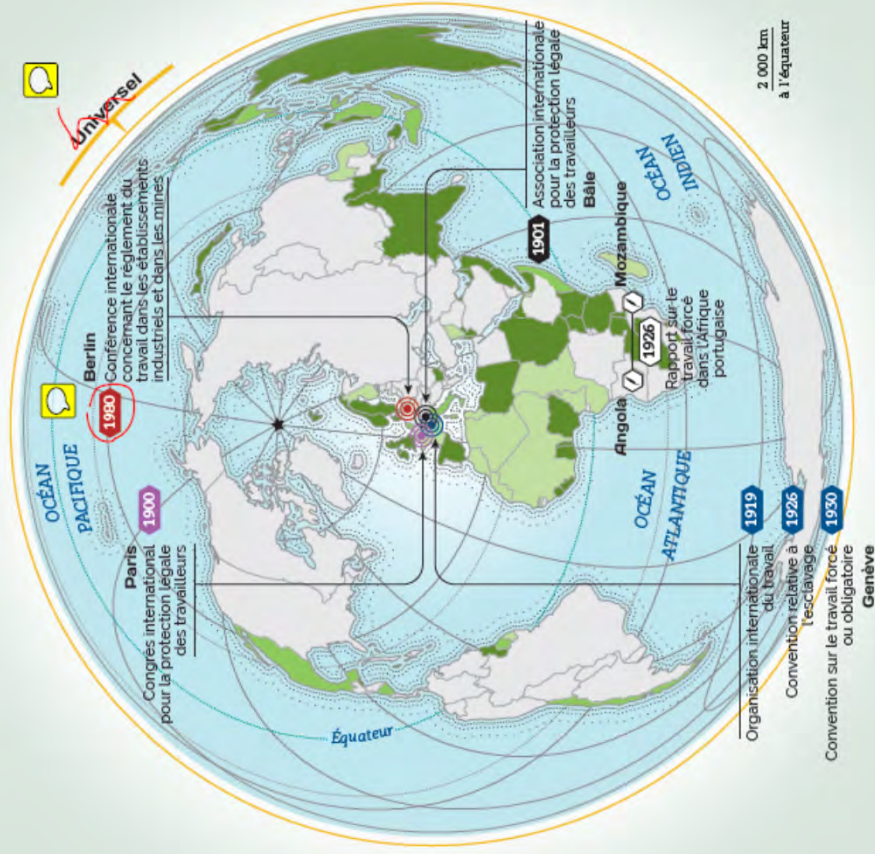 Universel
OCÉAN
PACIFIQUE
Berlin
1980
Conférence internationale
concernant le règlement du
travail dans les établissements
industriels et dans les mines
Paris
1900
Congrès international
pour la protection légale
des travailleurs
1901
Association internationale
pour la protection légale
des travailleurs
Bâle
OCÉAN
INDIEN
2 000 km
à l'équateur
Angola
Mozambique
1926
Rapport sur le
travail forcé
dans l'Afrique
portugaise
OCÉAN
ATLANTIQUE
Équateur
1919
Organisation internationale
du travail
1926
Convention relative à
l'esclavage
1930
Convention sur le travail forcé
ou obligatoire
Genève